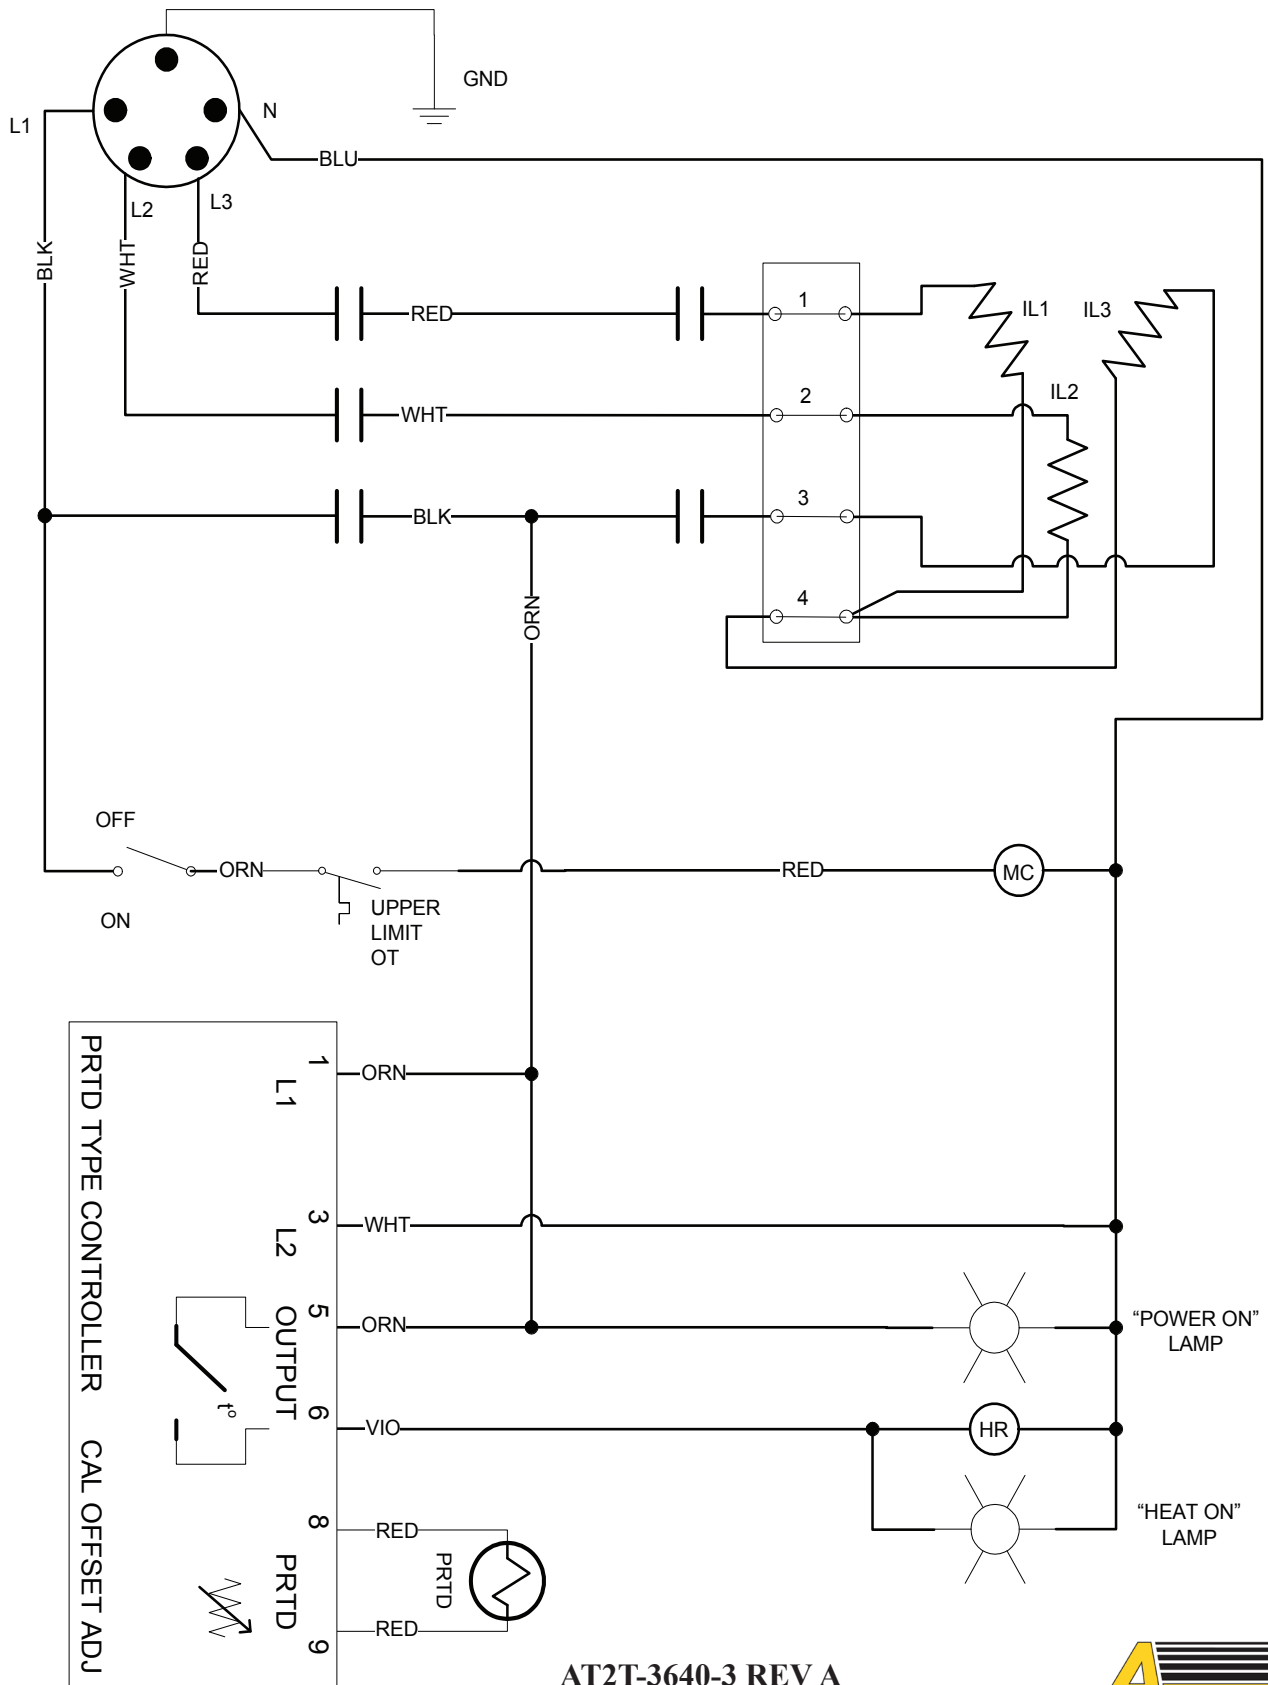 GND
N
L1
BLU
L2
L3
BLK
WHT
RED
RED
1
IL1
IL3
WHT
2
IL2
BLK
3
ORN
4
OFF
ORN
RED
MC
ON
UPPER
LIMIT
OT
PRTD TYPE CONTROLLER CAL OFFSET ADJ
1
L1
ORN
3
L2
WHT
5
OUTPUT
ORN
"POWER ON"
LAMP
t°
6
VIO
HR
"HEAT ON"
LAMP
8
RED
PRTD
PRTD
9
RED
AT2T-3640-3 REV A
A